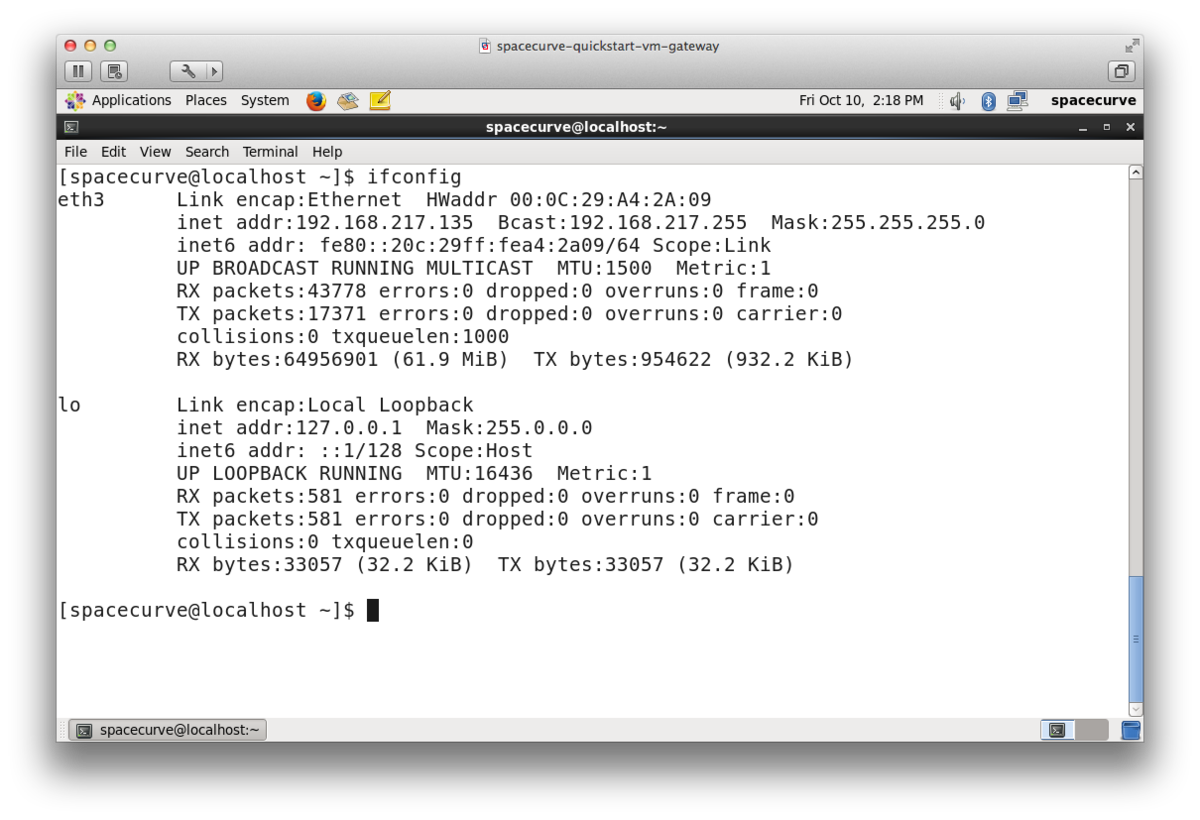 spacecurve-quickstart-vm-gateway
Applications Places System Fri Oct 10, 2:18 PM spacecurve
spacecurve@localhost:~
File Edit View Search Terminal Help
[spacecurve@localhost ~]$ ifconfig
eth3 Link encap:Ethernet HWaddr 00:0C:29:A4:2A:09
inet addr:192.168.217.135 Bcast:192.168.217.255 Mask:255.255.255.0
inet6 addr: fe80::20c:29ff:fea4:2a09/64 Scope:Link
UP BROADCAST RUNNING MULTICAST MTU:1500 Metric:1
RX packets:43778 errors:0 dropped:0 overruns:0 frame:0
TX packets:17371 errors:0 dropped:0 overruns:0 carrier:0
collisions:0 txqueuelen:1000
RX bytes:64956901 (61.9 MiB) TX bytes:954622 (932.2 KiB)
lo Link encap:Local Loopback
inet addr:127.0.0.1 Mask:255.0.0.0
inet6 addr: ::1/128 Scope:Host
UP LOOPBACK RUNNING MTU:16436 Metric:1
RX packets:581 errors:0 dropped:0 overruns:0 frame:0
TX packets:581 errors:0 dropped:0 overruns:0 carrier:0
collisions:0 txqueuelen:0
RX bytes:33057 (32.2 KiB) TX bytes:33057 (32.2 KiB)
[spacecurve@localhost ~]$
spacecurve@localhost:~